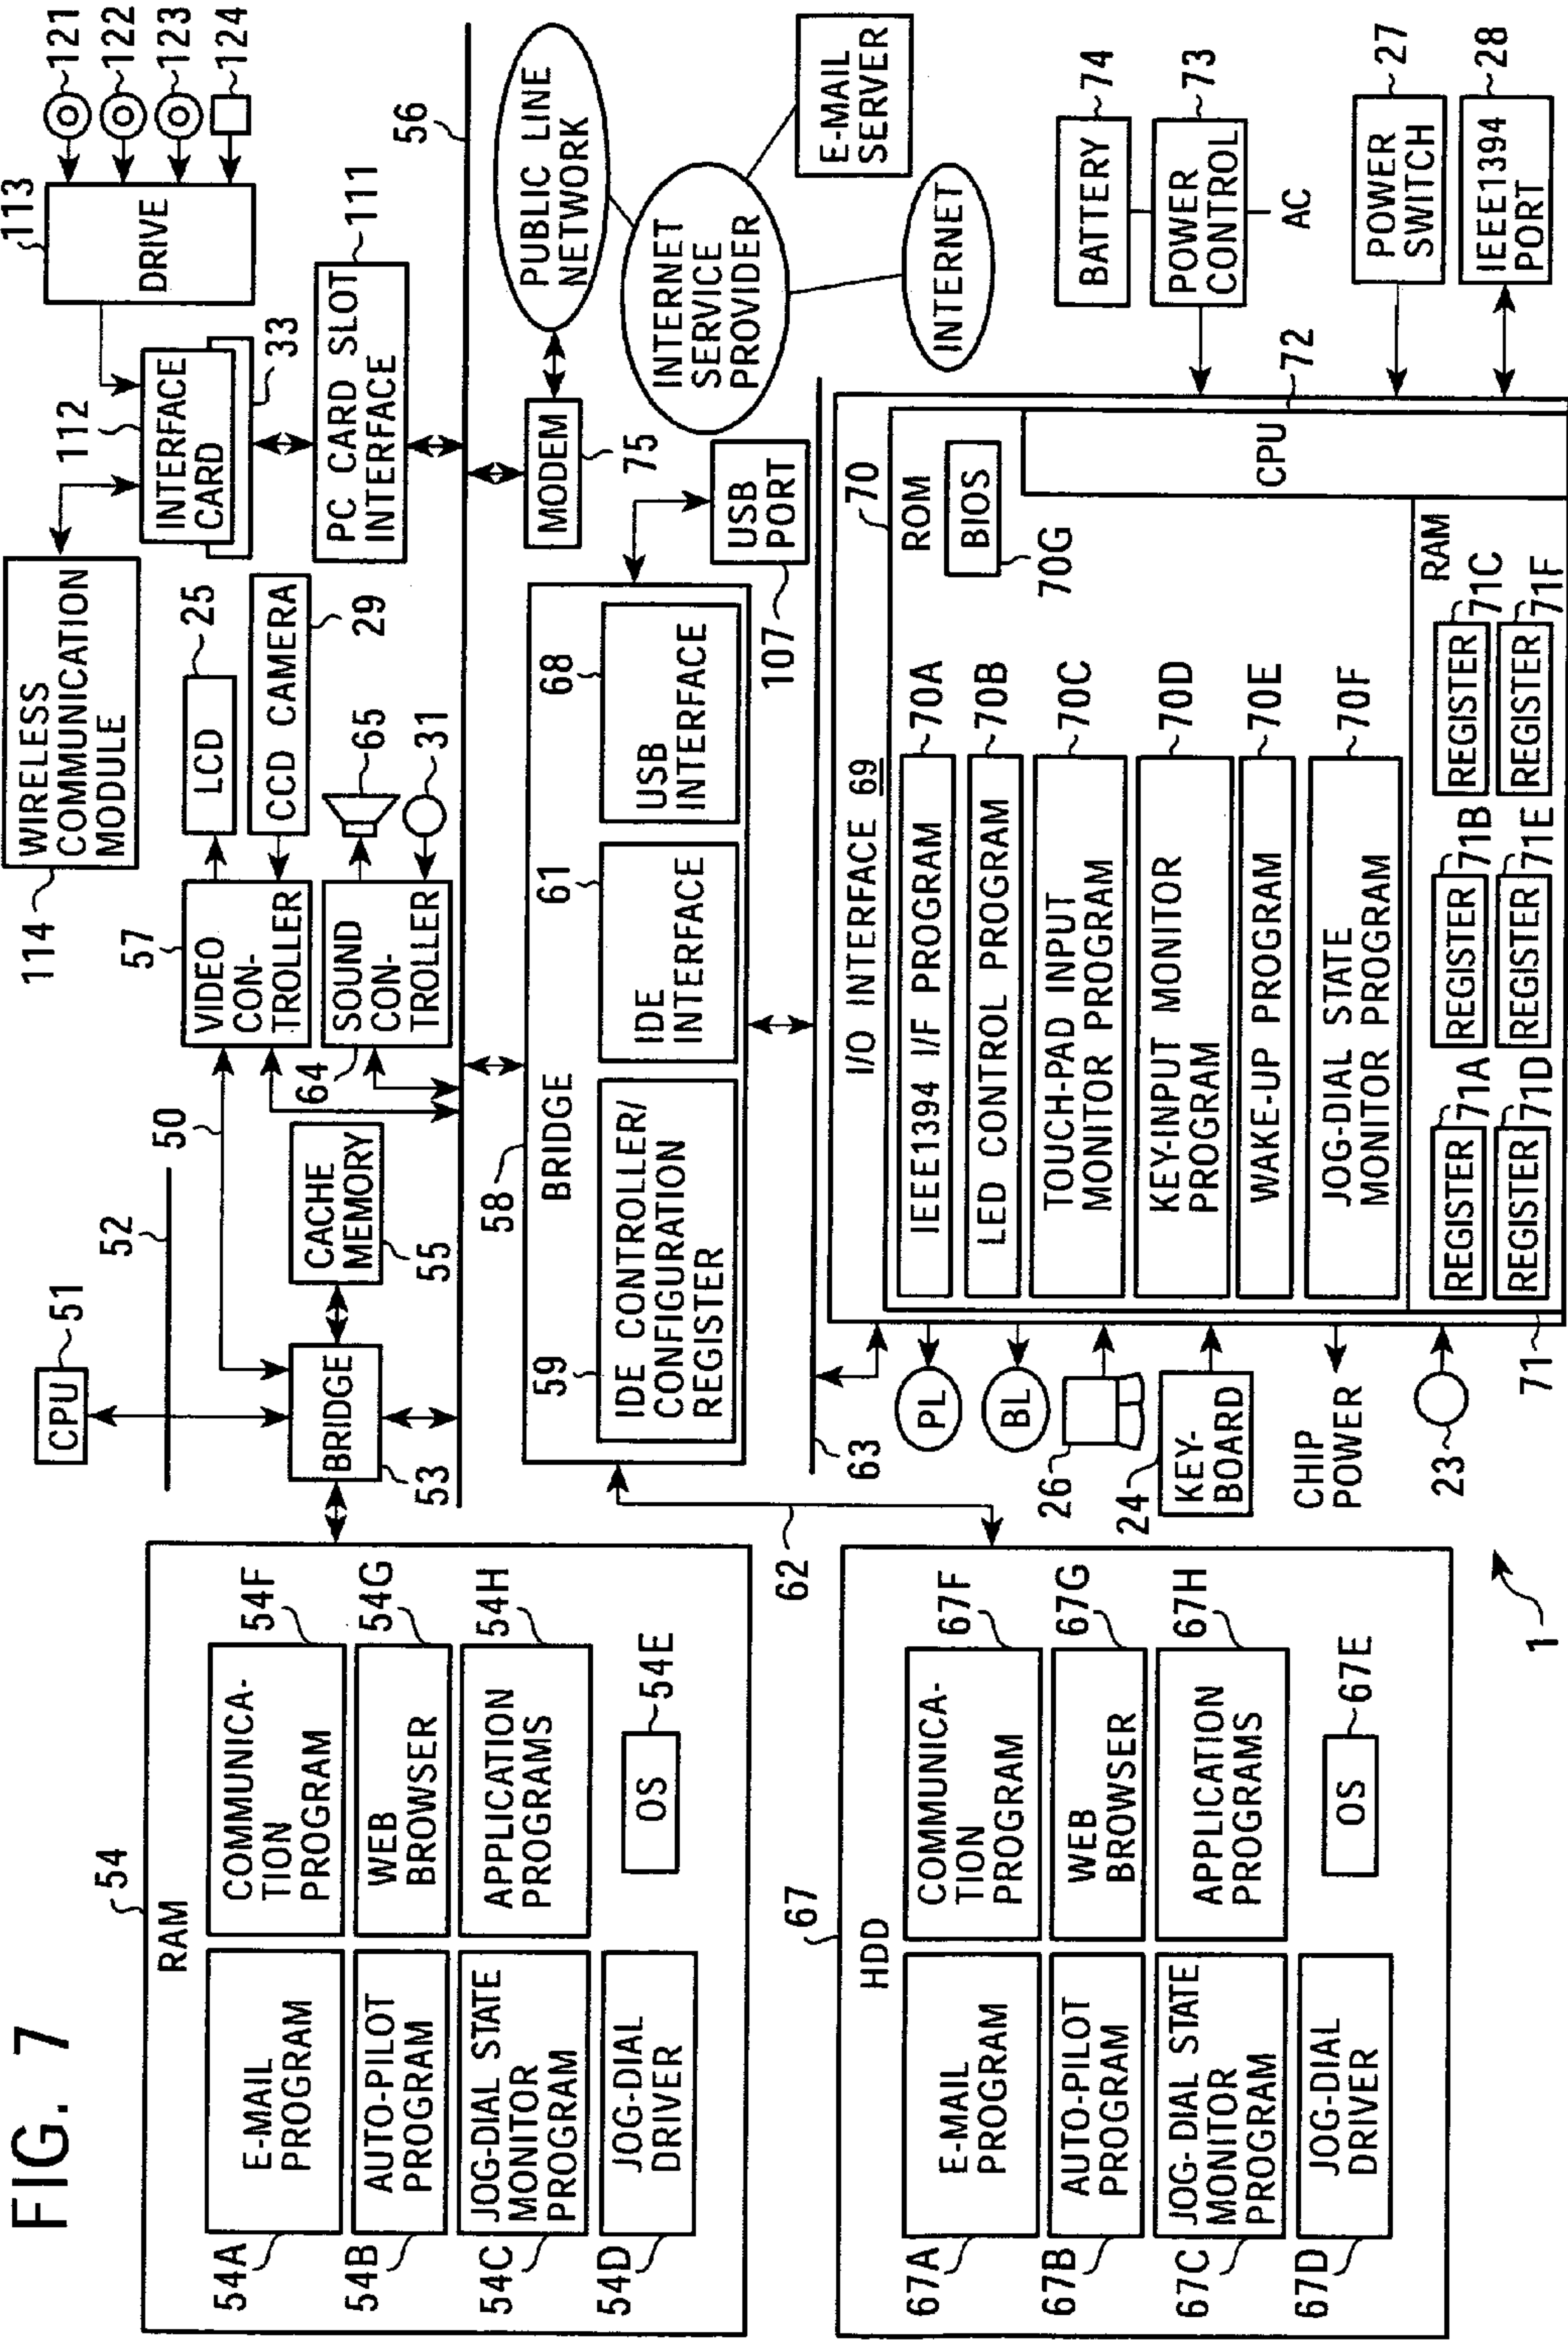 FIG. 7
54
RAM
54A
E-MAIL
PROGRAM
54B
AUTO-PILOT
PROGRAM
54C
JOG-DIAL STATE
MONITOR
PROGRAM
54D
JOG-DIAL
DRIVER
COMMUNICA-
TION
PROGRAM
54F
WEB
BROWSER
54G
APPLICATION
PROGRAMS
54H
OS
54E
67
HDD
67A
E-MAIL
PROGRAM
67B
AUTO-PILOT
PROGRAM
67C
JOG-DIAL STATE
MONITOR
PROGRAM
67D
JOG-DIAL
DRIVER
COMMUNICA-
TION
PROGRAM
67F
WEB
BROWSER
67G
APPLICATION
PROGRAMS
67H
OS
67E
62
1
CPU
51
52
50
BRIDGE
53
CACHE
MEMORY
55
114
WIRELESS
COMMUNICATION
MODULE
57
VIDEO
CON-
TROLLER
LCD
25
CCD CAMERA
29
64
SOUND
CON-
TROLLER
65
31
112
INTERFACE
CARD
33
113
DRIVE
121
122
123
124
PC CARD SLOT
INTERFACE
111
56
58
BRIDGE
59
IDE CONTROLLER/
CONFIGURATION
REGISTER
61
IDE
INTERFACE
68
USB
INTERFACE
USB
PORT
107
MODEM
75
PUBLIC LINE
NETWORK
INTERNET
SERVICE
PROVIDER
E-MAIL
SERVER
INTERNET
63
PL
BL
26
24
KEY-
BOARD
CHIP
POWER
23
I/O INTERFACE 69
70
ROM
IEEE1394 I/F PROGRAM
70A
LED CONTROL PROGRAM
70B
TOUCH-PAD INPUT
MONITOR PROGRAM
70C
KEY-INPUT MONITOR
PROGRAM
70D
WAKE-UP PROGRAM
70E
JOG-DIAL STATE
MONITOR PROGRAM
70F
BIOS
70G
CPU
72
RAM
71
REGISTER
71A
REGISTER
71B
REGISTER
71C
REGISTER
71D
REGISTER
71E
REGISTER
71F
BATTERY
74
POWER
CONTROL
73
AC
POWER
SWITCH
27
IEEE1394
PORT
28